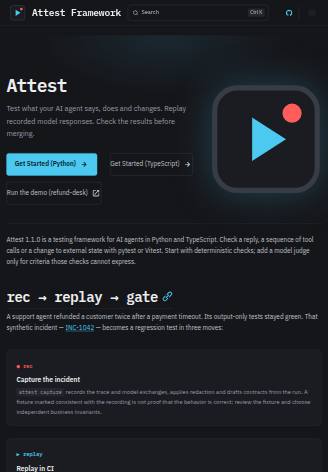 Attest Framework
Search
Ctrl K
Attest
Test what your AI agent says, does and changes. Replay
recorded model responses. Check the results before
merging.
Get Started (Python) →
Get Started (TypeScript) →
Run the demo (refund-desk)
Attest 1.1.0 is a testing framework for AI agents in Python and TypeScript. Check a reply, a sequence of tool
calls or a change to external state with pytest or Vitest. Start with deterministic checks; add a model judge
only for criteria those checks cannot express.
rec → replay → gate
A support agent refunded a customer twice after a payment timeout. Its output-only tests stayed green. That
synthetic incident — INC-1042 — becomes a regression test in three moves:
● rec
Capture the incident
attest capture records the trace and model exchanges, applies redaction and drafts contracts from the run. A
fixture marked consistent with the recording is not proof that the behavior is correct: review the fixture and choose
independent business invariants.
▶ replay
Replay in CI